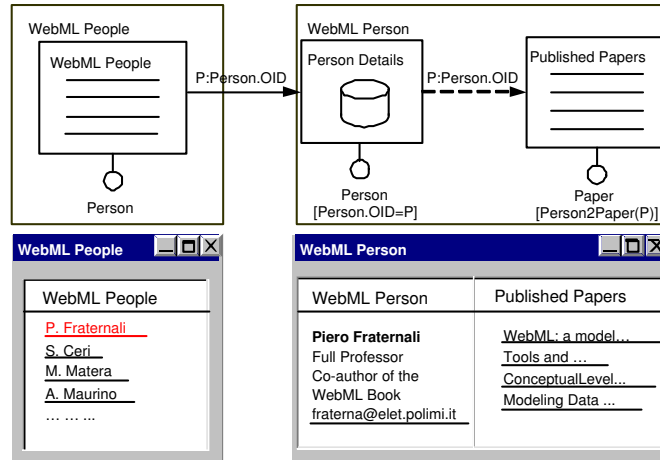 WebML People
WebML People
P:Person.OID
Person
WebML Person
Person Details
P:Person.OID
Published Papers
Person
[Person.OID=P]
Paper
[Person2Paper(P)]
WebML People
WebML People
P. Fraternali
S. Ceri
M. Matera
A. Maurino
... ... ...
WebML Person
WebML Person
Piero Fraternali
Full Professor
Co-author of the
WebML Book
fraterna@elet.polimi.it
Published Papers
WebML: a model...
Tools and ...
ConceptualLevel...
Modeling Data ...